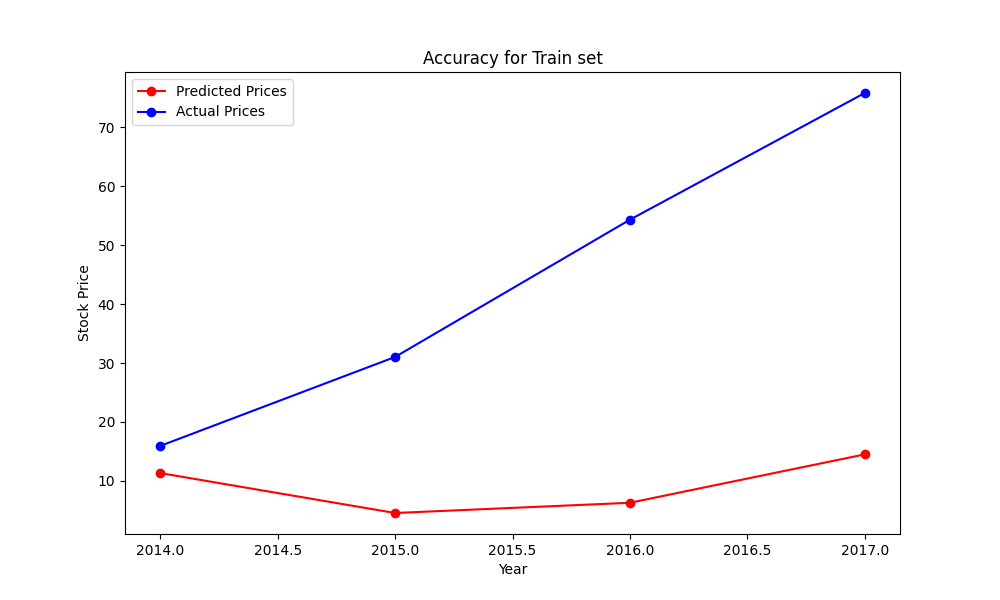 Accuracy for Train set
Predicted Prices
Actual Prices
Stock Price
70
60
50
40
30
20
10
2014.0 2014.5 2015.0 2015.5 2016.0 2016.5 2017.0
Year